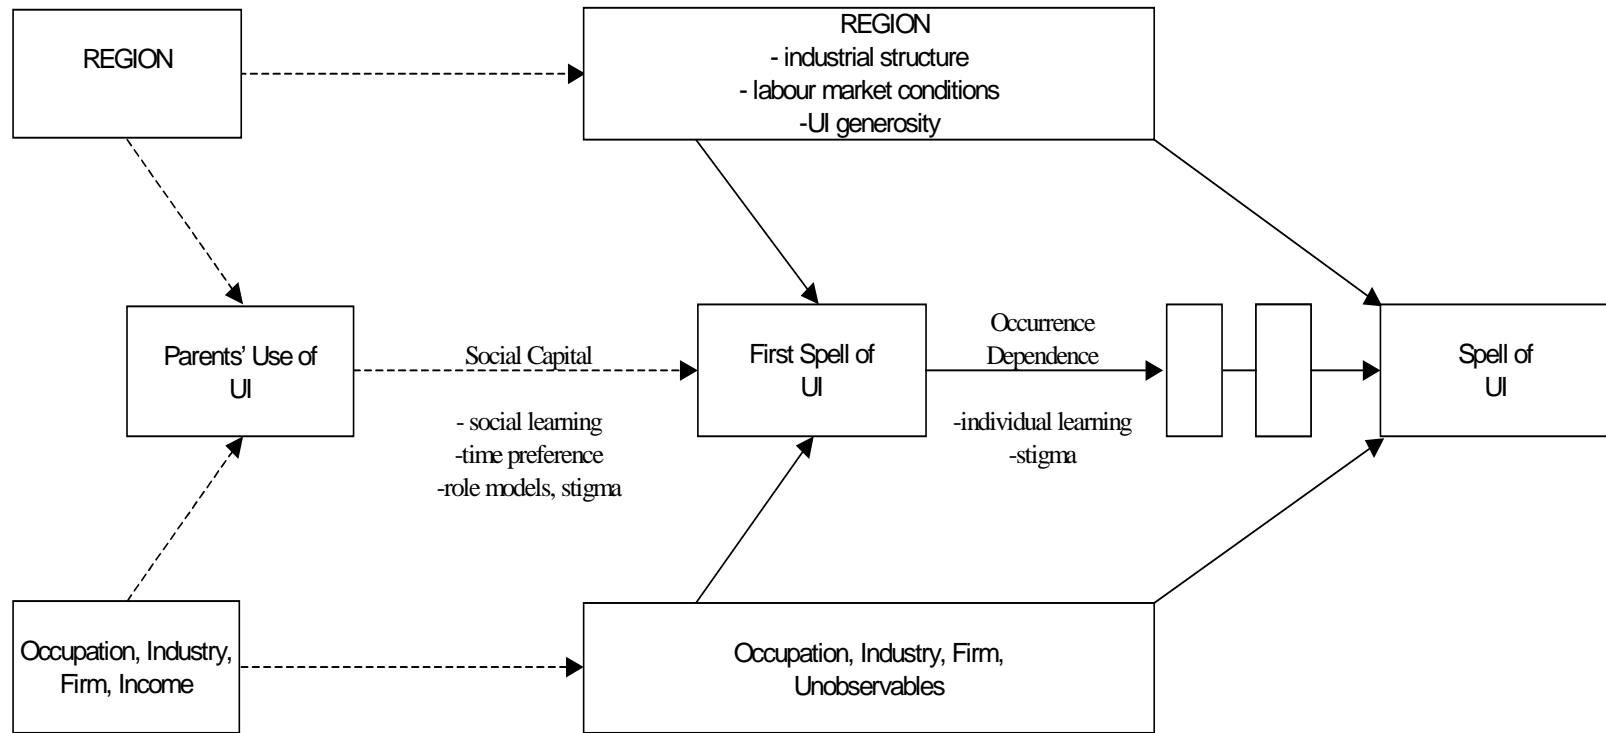 REGION
REGION
- industrial structure
- labour market conditions
-UI generosity
Parents’ Use of
UI
Social Capital
- social learning
-time preference
-role models, stigma
First Spell of
UI
Occurrence
Dependence
-individual learning
-stigma
Spell of
UI
Occupation, Industry,
Firm, Income
Occupation, Industry, Firm,
Unobservables